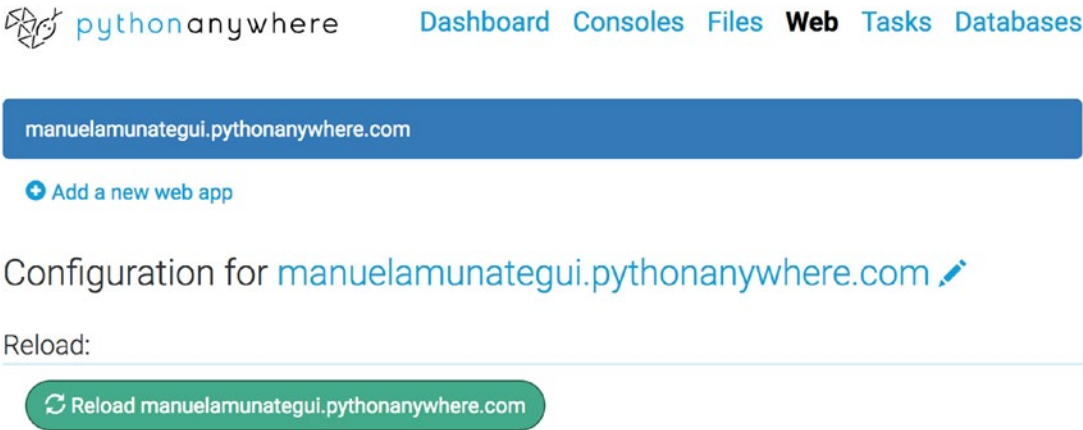 pythonanywhere Dashboard Consoles Files Web Tasks Databases
manuelamunategui.pythonanywhere.com
Add a new web app
Configuration for manuelamunategui.pythonanywhere.com
Reload:
Reload manuelamunategui.pythonanywhere.com